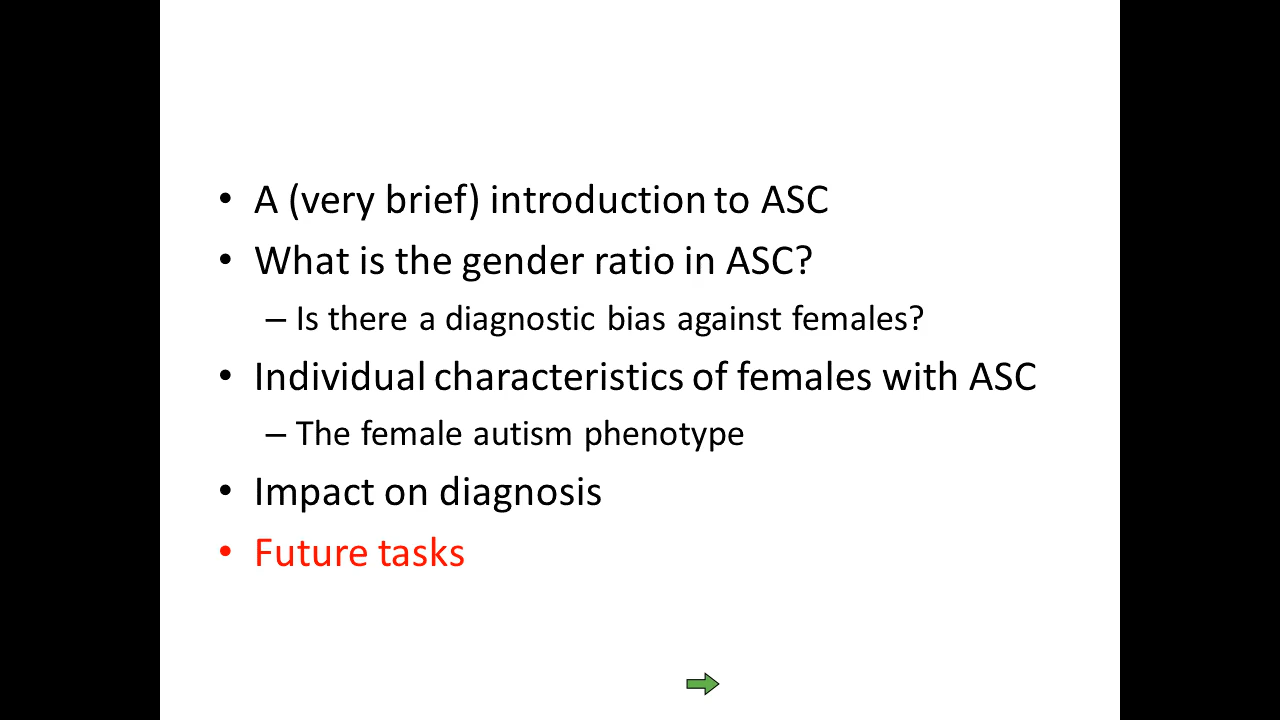 • A (very brief) introduction to ASC
• What is the gender ratio in ASC?
– Is there a diagnostic bias against females?
• Individual characteristics of females with ASC
– The female autism phenotype
• Impact on diagnosis
• Future tasks